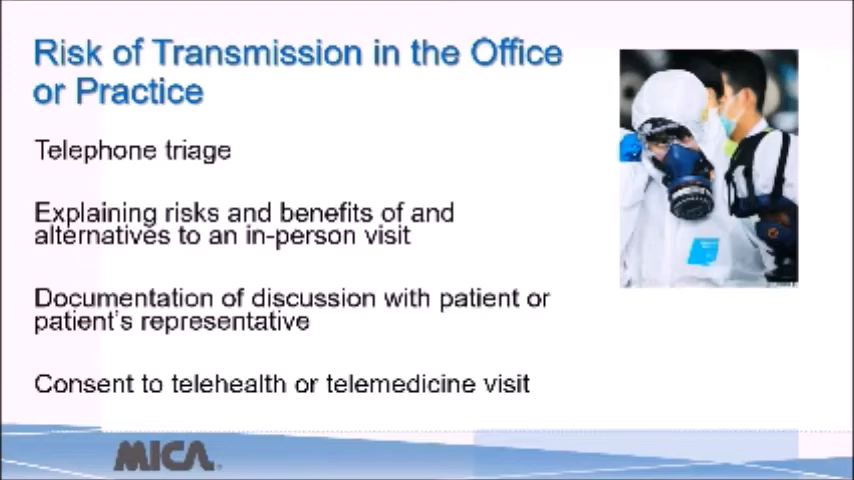 Risk of Transmission in the Office
or Practice
Telephone triage
Explaining risks and benefits of and
alternatives to an in-person visit
Documentation of discussion with patient or
patient's representative
Consent to telehealth or telemedicine visit
MICA